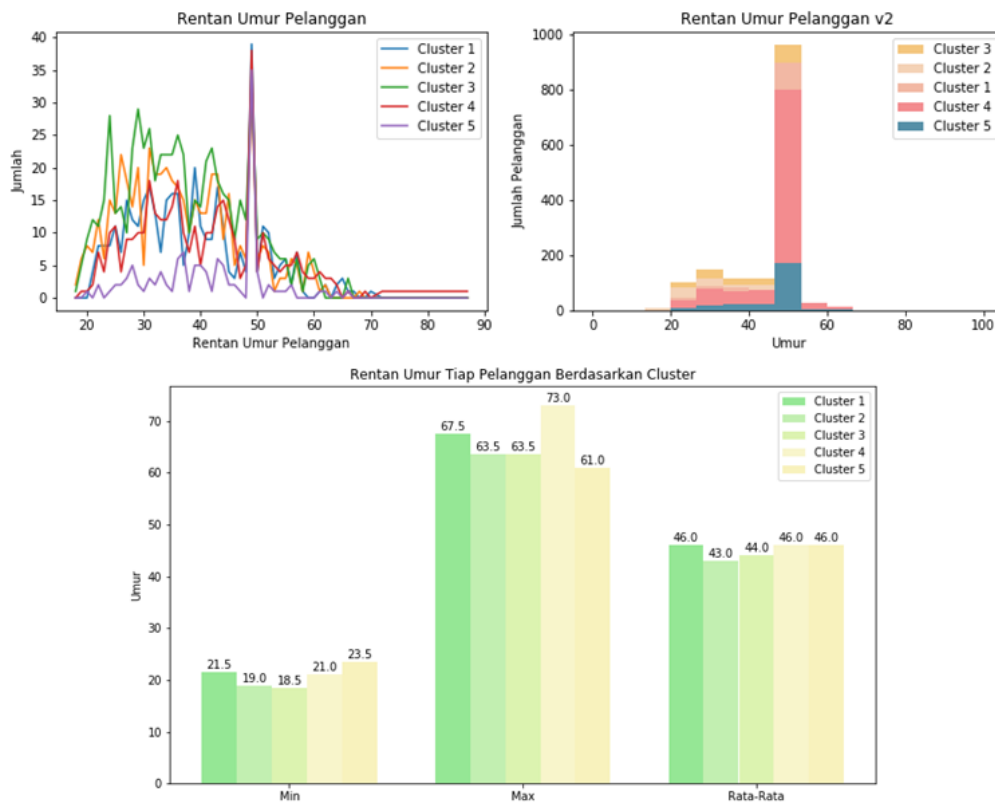 Rentan Umur Pelanggan
40
35
30
25
20
15
10
5
0
Jumlah
20 30 40 50 60 70 80 90
Rentan Umur Pelanggan
Cluster 1
Cluster 2
Cluster 3
Cluster 4
Cluster 5
Rentan Umur Pelanggan v2
1000
800
600
400
200
0
Jumlah Pelanggan
0 20 40 60 80 100
Umur
Cluster 3
Cluster 2
Cluster 1
Cluster 4
Cluster 5
Rentan Umur Tiap Pelanggan Berdasarkan Cluster
70
60
50
40
30
20
10
0
Umur
21.5 19.0 18.5 21.0 23.5
67.5 63.5 63.5 73.0 61.0
46.0 43.0 44.0 46.0 46.0
Min Max Rata-Rata
Cluster 1
Cluster 2
Cluster 3
Cluster 4
Cluster 5